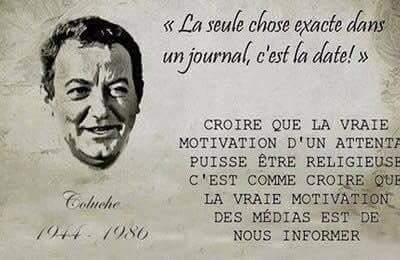 « La seule chose exacte dans
un journal, c'est la date! »
CROIRE QUE LA VRAIE
MOTIVATION D'UN ATTENTA
PUISSE ÊTRE RELIGIEUSE
C'EST COMME CROIRE QUE
LA VRAIE MOTIVATION
DES MÉDIAS EST DE
NOUS INFORMER
Coluche
1944 - 1986